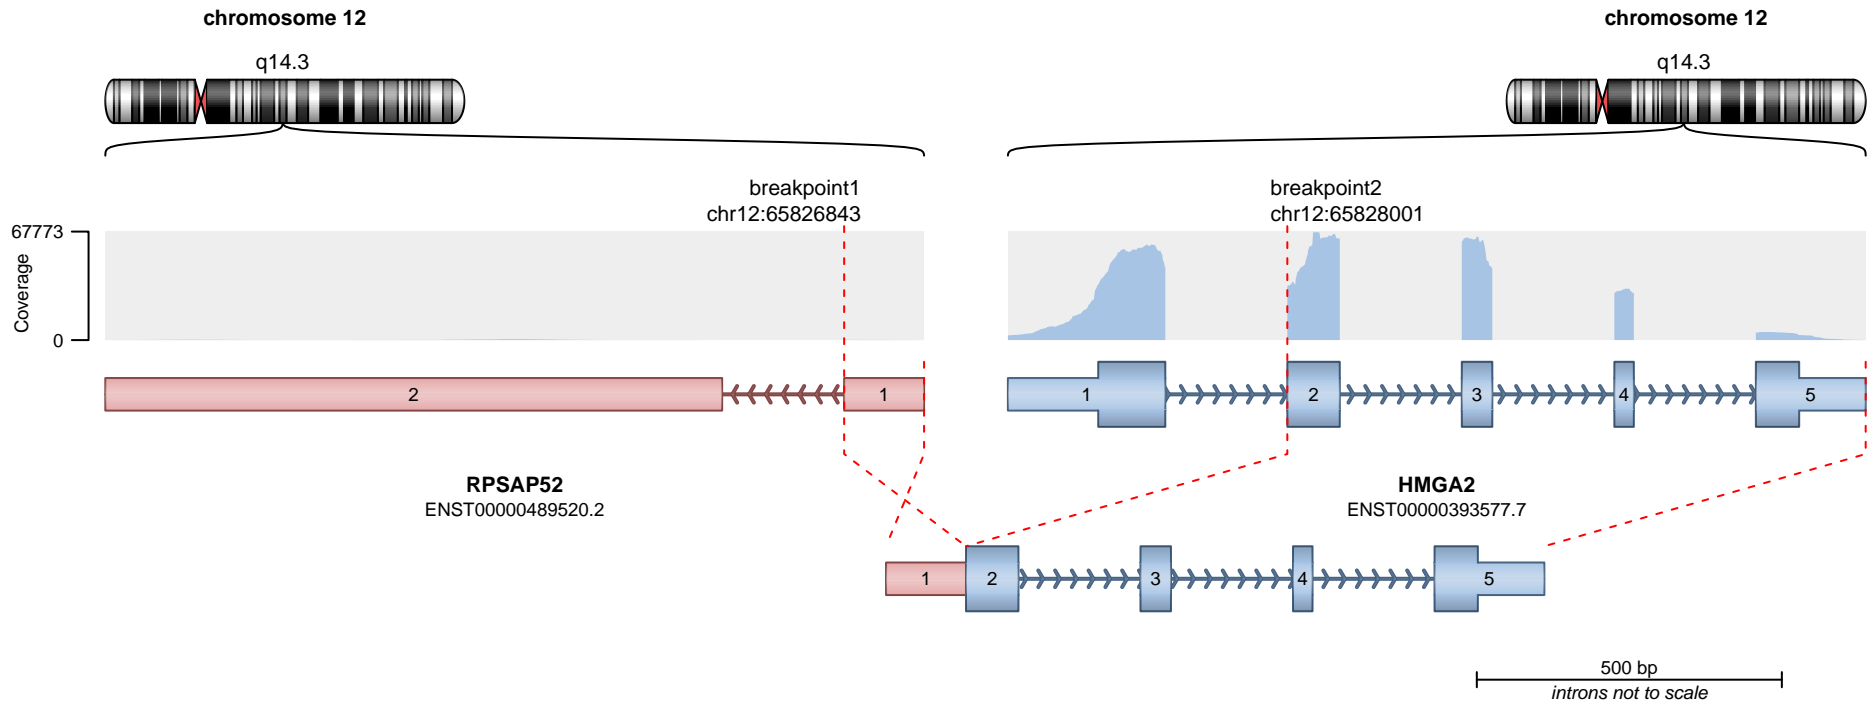 chromosome 12
chromosome 12
q14.3
q14.3
breakpoint1
chr12:65826843
breakpoint2
chr12:65828001
67773
Coverage
0
2
1
1
2
3
4
5
RPSAP52
ENST00000489520.2
HMGA2
ENST00000393577.7
1
2
3
4
5
500 bp
introns not to scale